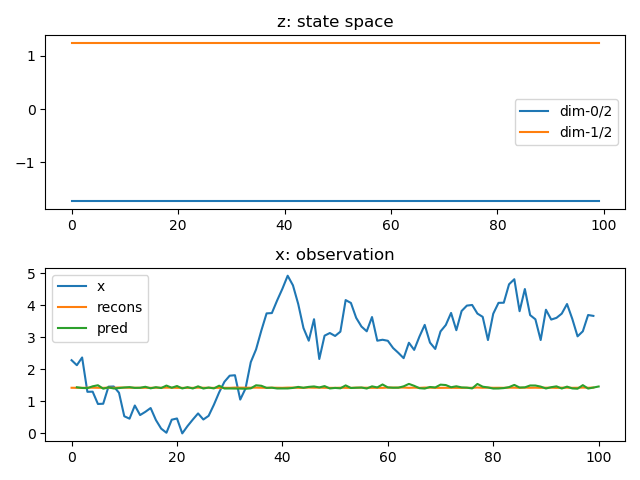 z: state space
1
0
−1
dim-0/2
dim-1/2
0 20 40 60 80 100
x: observation
5
4
3
2
1
0
x
recons
pred
0 20 40 60 80 100